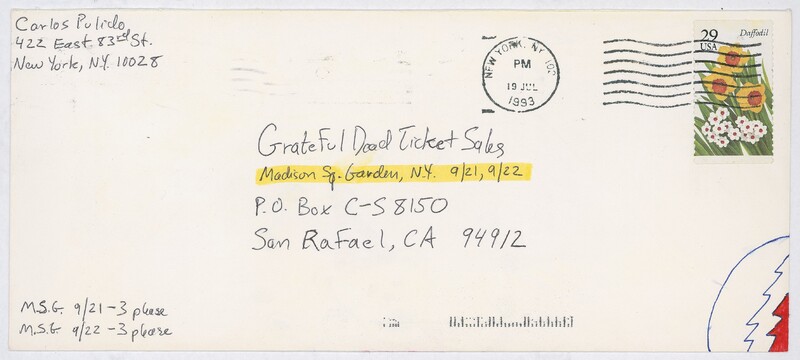 Carlos Pulido
422 East 83rd St.
New York, N.Y. 10028
NEW YORK, NY 102
PM
19 JUL
1993
29
USA
Daffodil
Grateful Dead Ticket Sales
Madison Sq. Garden, N.Y. 9/21, 9/22
P.O. Box C-S 8150
San Rafael, CA 94912
M.S.G. 9/21 - 3 please
M.S.G. 9/22 - 3 please